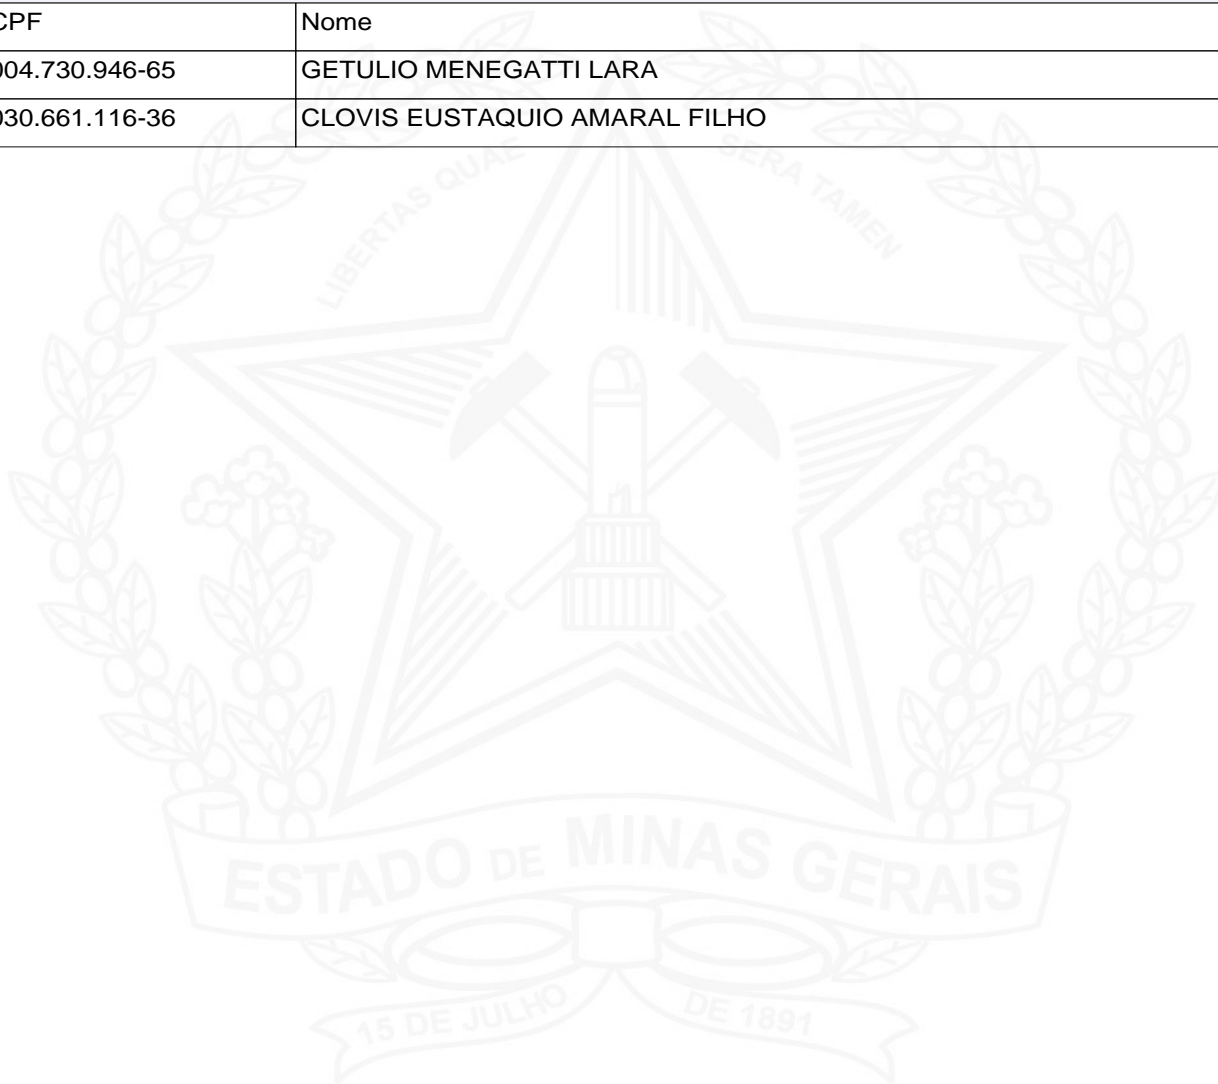 CPF Nome
004.730.946-65 GETULIO MENEGATTI LARA
030.661.116-36 CLOVIS EUSTAQUIO AMARAL FILHO
LIBERTAS QUAE SERA TAMEN
ESTADO DE MINAS GERAIS
15 DE JULHO DE 1891